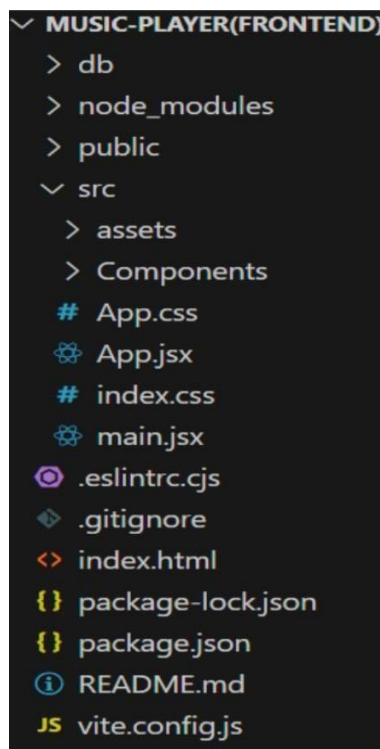 MUSIC-PLAYER(FRONTEND)
db
node_modules
public
src
assets
Components
# App.css
App.jsx
# index.css
main.jsx
.eslintrc.cjs
.gitignore
<> index.html
{} package-lock.json
{} package.json
README.md
JS vite.config.js